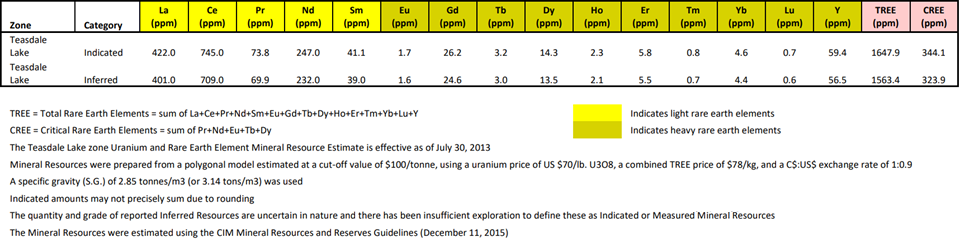 Zone Category La (ppm) Ce (ppm) Pr (ppm) Nd (ppm) Sm (ppm) Eu (ppm) Gd (ppm) Tb (ppm) Dy (ppm) Ho (ppm) Er (ppm) Tm (ppm) Yb (ppm) Lu (ppm) Y (ppm) TREE (ppm) CREE (ppm)
Teasdale Lake Indicated 422.0 745.0 73.8 247.0 41.1 1.7 26.2 3.2 14.3 2.3 5.8 0.8 4.6 0.7 59.4 1647.9 344.1
Teasdale Lake Inferred 401.0 709.0 69.9 232.0 39.0 1.6 24.6 3.0 13.5 2.1 5.5 0.7 4.4 0.6 56.5 1563.4 323.9
TREE = Total Rare Earth Elements = sum of La+Ce+Pr+Nd+Sm+Eu+Gd+Tb+Dy+Ho+Er+Tm+Yb+Lu+Y
Indicates light rare earth elements
CREE = Critical Rare Earth Elements = sum of Pr+Nd+Eu+Tb+Dy
Indicates heavy rare earth elements
The Teasdale Lake zone Uranium and Rare Earth Element Mineral Resource Estimate is effective as of July 30, 2013
Mineral Resources were prepared from a polygonal model estimated at a cut-off value of $100/tonne, using a uranium price of US $70/lb. U3O8, a combined TREE price of $78/kg, and a C$:US$ exchange rate of 1:0.9
A specific gravity (S.G.) of 2.85 tonnes/m3 (or 3.14 tons/m3) was used
Indicated amounts may not precisely sum due to rounding
The quantity and grade of reported Inferred Resources are uncertain in nature and there has been insufficient exploration to define these as Indicated or Measured Mineral Resources
The Mineral Resources were estimated using the CIM Mineral Resources and Reserves Guidelines (December 11, 2015)